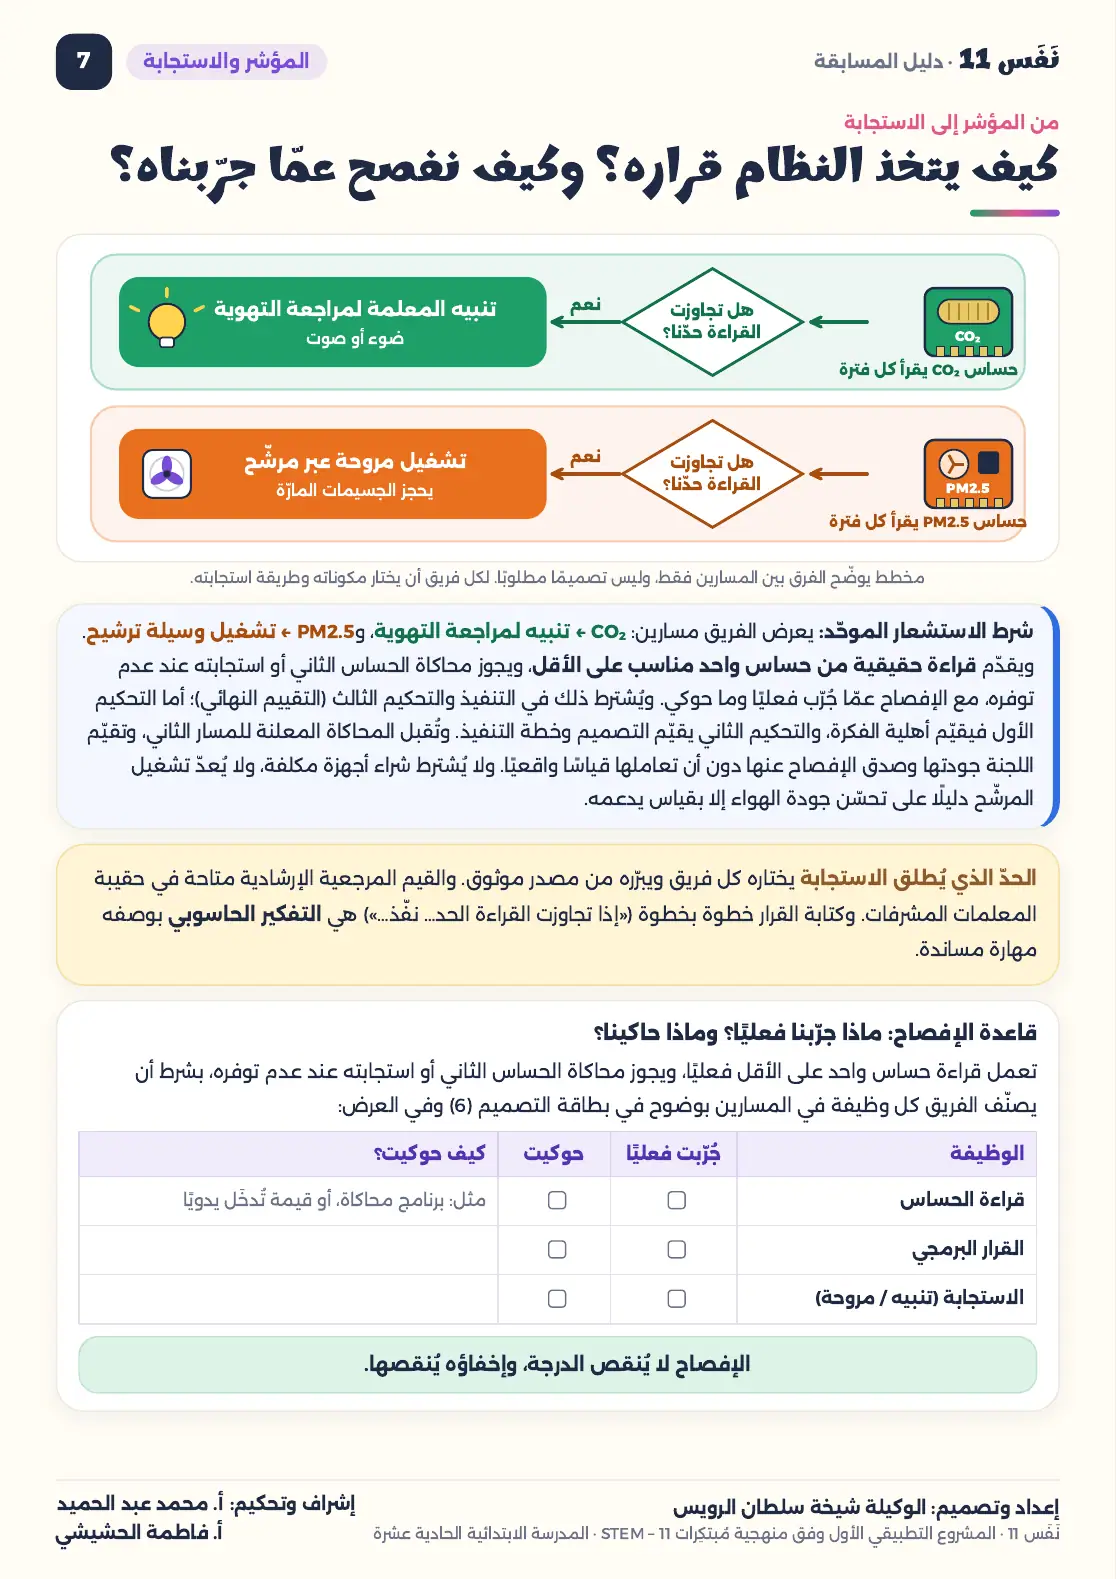 نَفَس 11 · دليل المسابقة
المؤشر والاستجابة
7
من المؤشر إلى الاستجابة
كيف يتخذ النظام قراره؟ وكيف نفصح عمّا جرّبناه؟
CO₂
حساس CO₂ يقرأ كل فترة
هل تجاوزت
القراءة حدّنا؟
نعم
تنبيه المعلمة لمراجعة التهوية
ضوء أو صوت
PM2.5
حساس PM2.5 يقرأ كل فترة
هل تجاوزت
القراءة حدّنا؟
نعم
تشغيل مروحة عبر مرشّح
يحجز الجسيمات المارّة
مخطط يوضّح الفرق بين المسارين فقط، وليس تصميمًا مطلوبًا. لكل فريق أن يختار مكوناته وطريقة استجابته.
شرط الاستشعار الموحّد: يعرض الفريق مسارين: CO₂ ← تنبيه لمراجعة التهوية، وPM2.5 ← تشغيل وسيلة ترشيح.
ويقدّم قراءة حقيقية من حساس واحد مناسب على الأقل، ويجوز محاكاة الحساس الثاني أو استجابته عند عدم
توفره، مع الإفصاح عمّا جُرّب فعليًا وما حوكي. ويُشترط ذلك في التنفيذ والتحكيم الثالث (التقييم النهائي)؛ أما التحكيم
الأول فيقيّم أهلية الفكرة، والتحكيم الثاني يقيّم التصميم وخطة التنفيذ. وتُقبل المحاكاة المعلنة للمسار الثاني، وتقيّم
اللجنة جودتها وصدق الإفصاح عنها دون أن تعاملها قياسًا واقعيًا. ولا يُشترط شراء أجهزة مكلفة، ولا يُعدّ تشغيل
المرشّح دليلًا على تحسّن جودة الهواء إلا بقياس يدعمه.
الحدّ الذي يُطلق الاستجابة يختاره كل فريق ويبرّره من مصدر موثوق. والقيم المرجعية الإرشادية متاحة في حقيبة
المعلمات المشرفات. وكتابة القرار خطوة بخطوة («إذا تجاوزت القراءة الحد… نفّذ…») هي التفكير الحاسوبي بوصفه
مهارة مساندة.
قاعدة الإفصاح: ماذا جرّبنا فعليًا؟ وماذا حاكينا؟
تعمل قراءة حساس واحد على الأقل فعليًا، ويجوز محاكاة الحساس الثاني أو استجابته عند عدم توفره، بشرط أن
يصنّف الفريق كل وظيفة في المسارين بوضوح في بطاقة التصميم (6) وفي العرض:
الوظيفة جُرّبت فعليًا حوكيت كيف حوكيت؟
قراءة الحساس مثل: برنامج محاكاة، أو قيمة تُدخَل يدويًا
القرار البرمجي
الاستجابة (تنبيه / مروحة)
الإفصاح لا يُنقص الدرجة، وإخفاؤه يُنقصها.
إعداد وتصميم: الوكيلة شيخة سلطان الرويس
نَفَس 11 · المشروع التطبيقي الأول وفق منهجية مُبتكِرات 11 – STEM · المدرسة الابتدائية الحادية عشرة
إشراف وتحكيم: أ. محمد عبد الحميد
أ. فاطمة الحشيشي